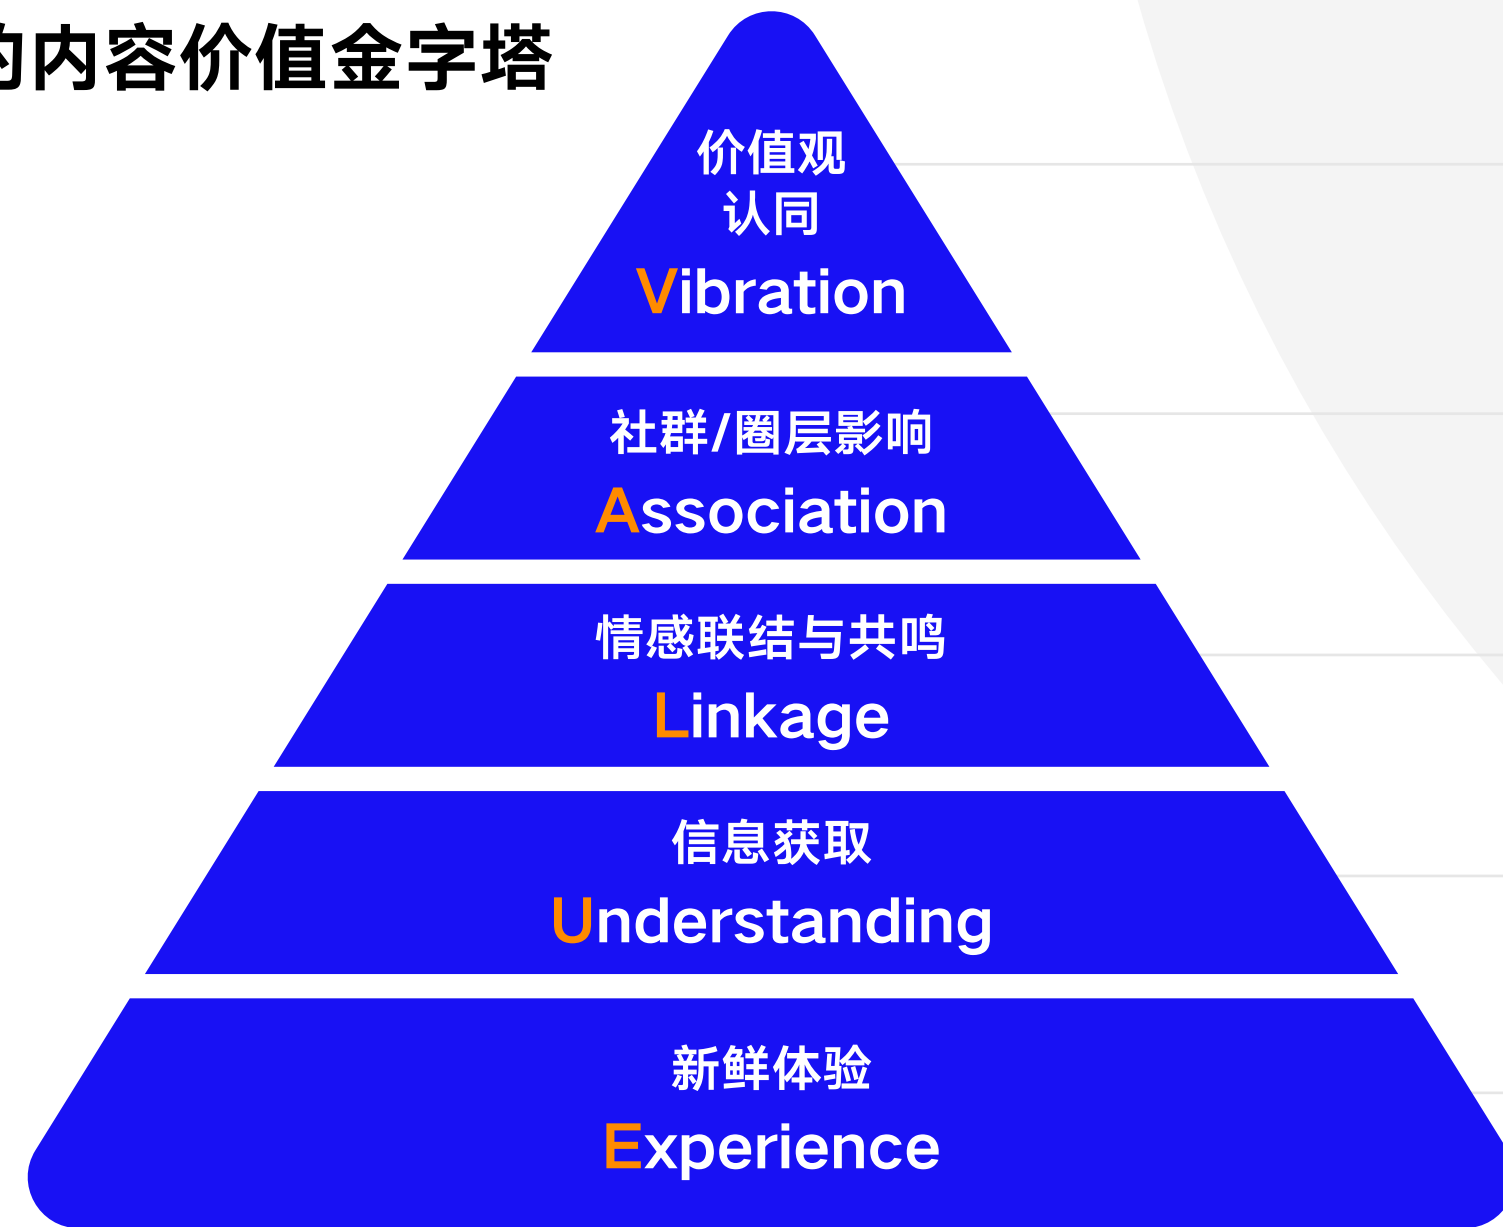 的内容价值金字塔
价值观
认同
Vibration
社群/圈层影响
Association
情感联结与共鸣
Linkage
信息获取
Understanding
新鲜体验
Experience